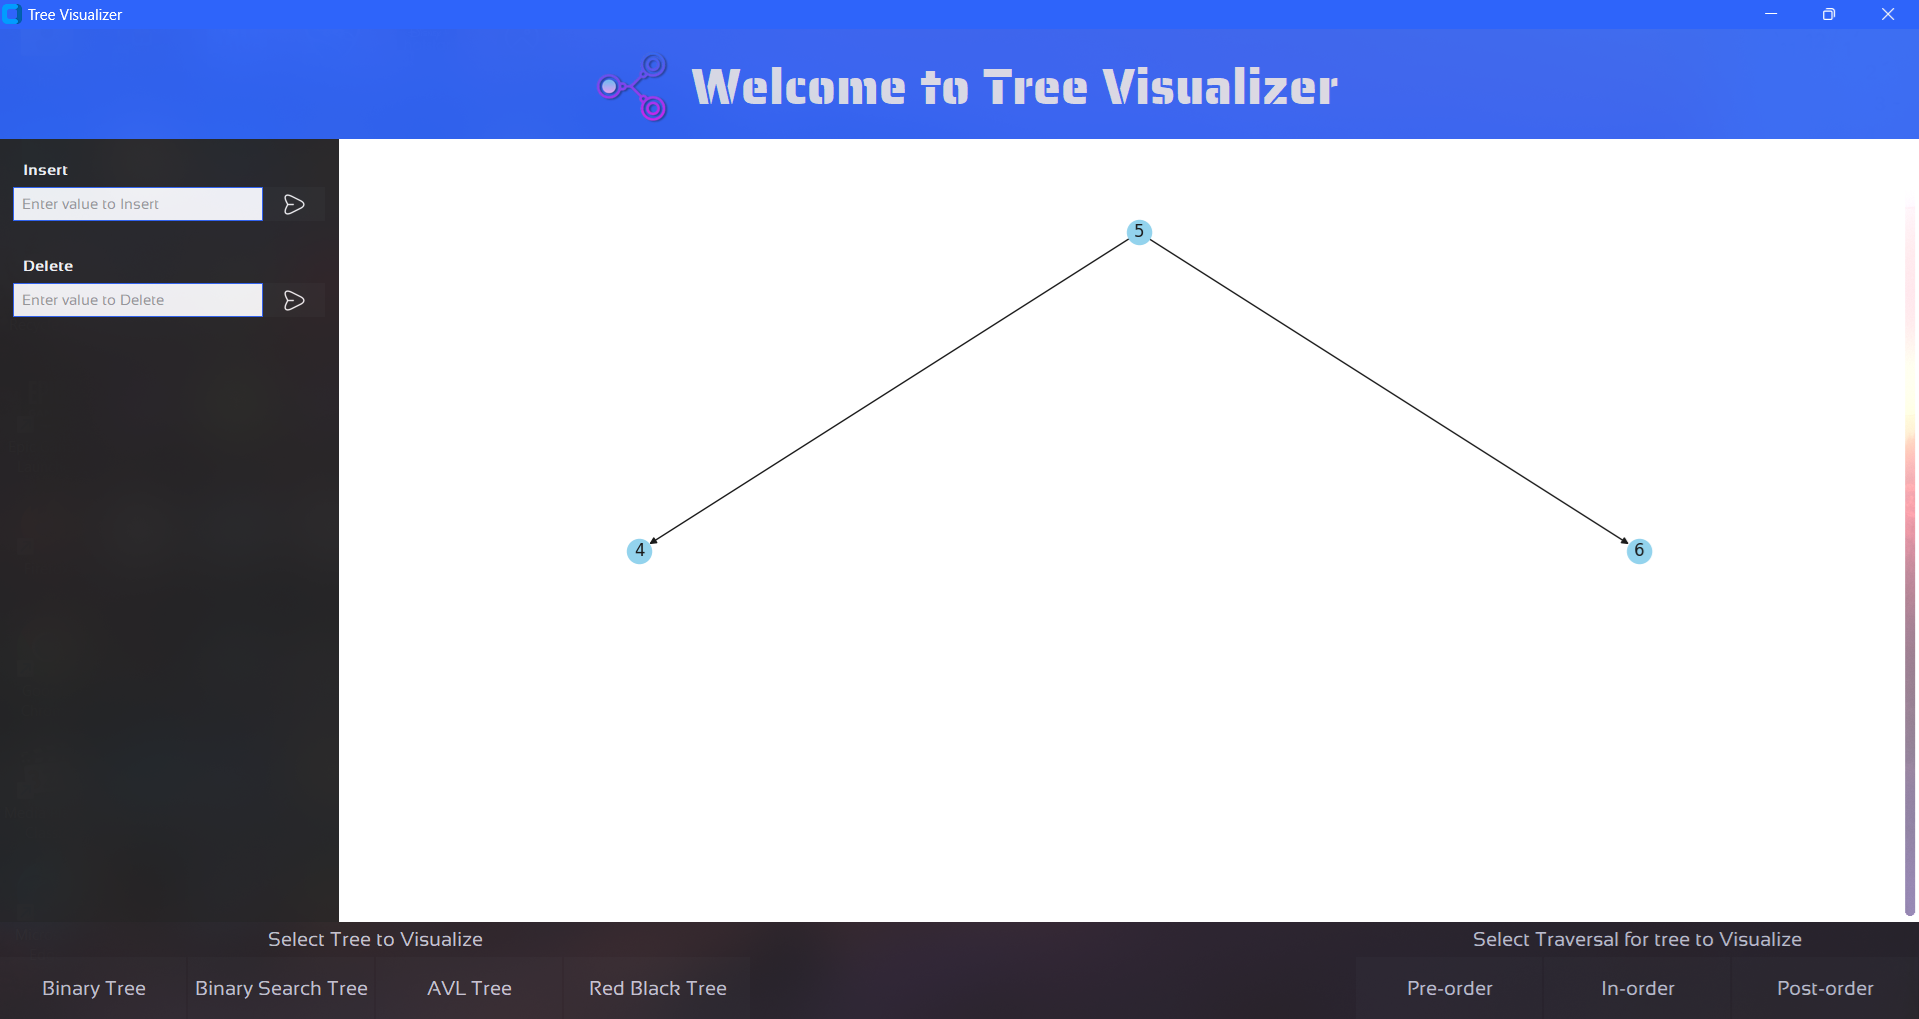 Tree Visualizer
Welcome to Tree Visualizer
Insert
Enter value to Insert
Delete
Enter value to Delete
5
4 6
Select Tree to Visualize
Binary Tree Binary Search Tree AVL Tree Red Black Tree
Select Traversal for tree to Visualize
Pre-order In-order Post-order